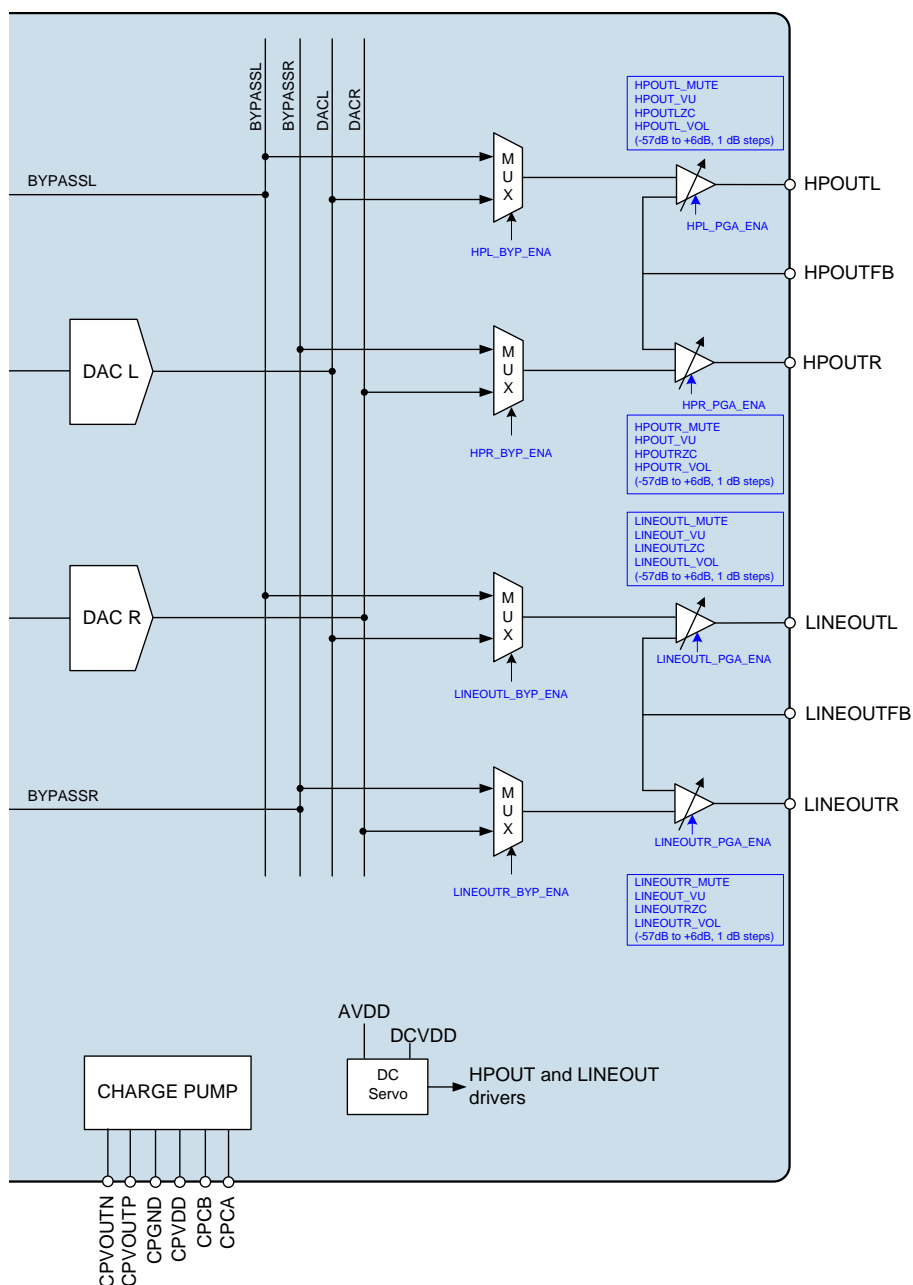 BYPASSL
BYPASSR
DACL
DACR
HPOUTL_MUTE
HPOUT_VU
HPOUTLZC
HPOUTL_VOL
(-57dB to +6dB, 1 dB steps)
MUX
BYPASSL
HPOUTL
HPL_PGA_ENA
HPL_BYP_ENA
HPOUTFB
MUX
DAC L
HPOUTR
HPR_PGA_ENA
HPR_BYP_ENA
HPOUTR_MUTE
HPOUT_VU
HPOUTRZC
HPOUTR_VOL
(-57dB to +6dB, 1 dB steps)
LINEOUTL_MUTE
LINEOUT_VU
LINEOUTLZC
LINEOUTL_VOL
(-57dB to +6dB, 1 dB steps)
MUX
DAC R
LINEOUTL
LINEOUTL_PGA_ENA
LINEOUTL_BYP_ENA
LINEOUTFB
MUX
BYPASSR
LINEOUTR
LINEOUTR_PGA_ENA
LINEOUTR_BYP_ENA
LINEOUTR_MUTE
LINEOUT_VU
LINEOUTRZC
LINEOUTR_VOL
(-57dB to +6dB, 1 dB steps)
AVDD
DCVDD
CHARGE PUMP
DC
Servo
HPOUT and LINEOUT
drivers
CPVOUTN
CPVOUTP
CPGND
CPVDD
CPCB
CPCA